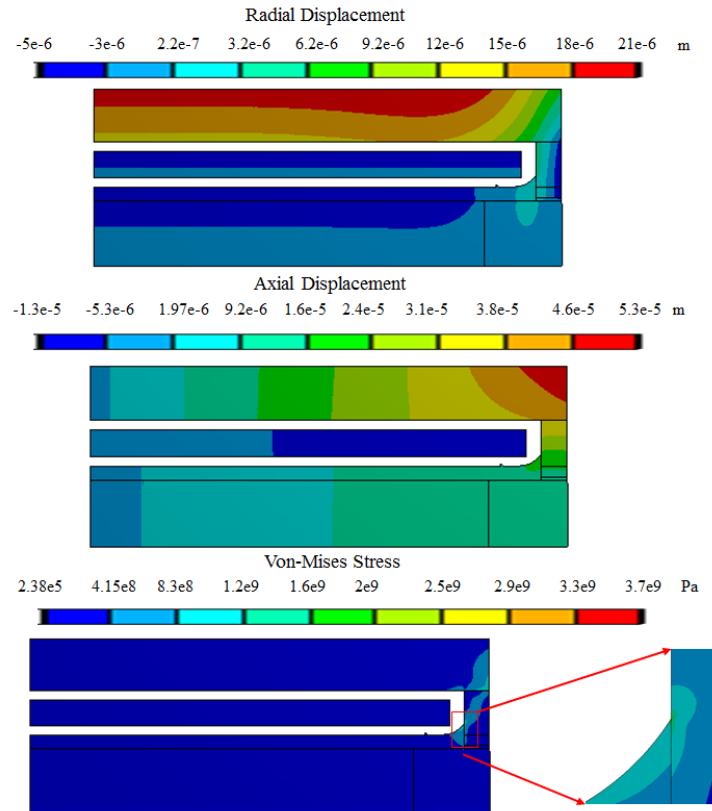 Radial Displacement
-5e-6 -3e-6 2.2e-7 3.2e-6 6.2e-6 9.2e-6 12e-6 15e-6 18e-6 21e-6 m
Axial Displacement
-1.3e-5 -5.3e-6 1.97e-6 9.2e-6 1.6e-5 2.4e-5 3.1e-5 3.8e-5 4.6e-5 5.3e-5 m
Von-Mises Stress
2.38e5 4.15e8 8.3e8 1.2e9 1.6e9 2e9 2.5e9 2.9e9 3.3e9 3.7e9 Pa